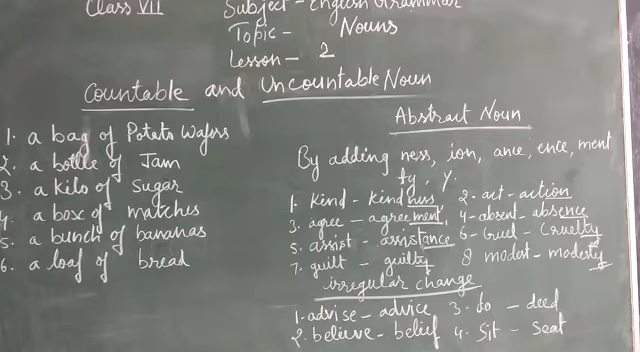 Class VII
Subject - English Grammar
Topic - Nouns
Lesson - 2
Countable and Uncountable Noun
1. a bag of Potato Wafers
2. a bottle of Jam
3. a kilo of Sugar
4. a box of matches
5. a bunch of bananas
6. a loaf of bread
Abstract Noun
By adding ness, ion, ance, ence, ment
ty, y.
1. Kind - Kindness 2. act - action
3. agree - agreement 4 - absent - absence
5. assist - assistance 6 - Cruel - Cruelty
7. guilt - guilty 8 modest - modesty
irregular change
1. advise - advice 3. do - deed
2. believe - belief 4. Sit - Seat